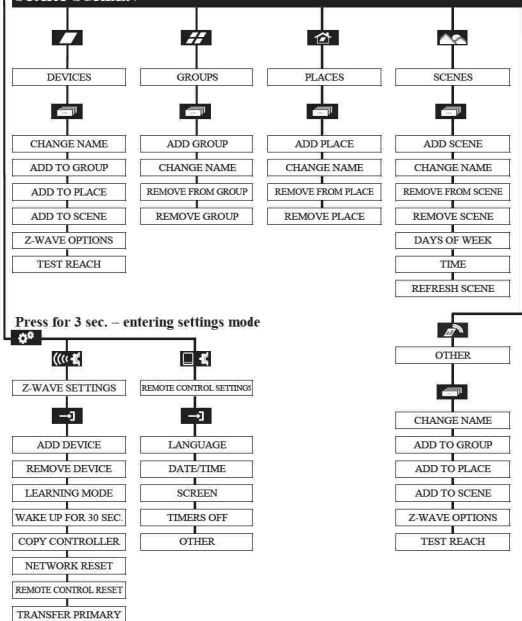 START SCREEN
DEVICES
GROUPS
PLACES
SCENES
CHANGE NAME
ADD TO GROUP
ADD TO PLACE
ADD TO SCENE
Z-WAVE OPTIONS
TEST REACH
ADD GROUP
CHANGE NAME
REMOVE FROM GROUP
REMOVE GROUP
ADD PLACE
CHANGE NAME
REMOVE FROM PLACE
REMOVE PLACE
ADD SCENE
CHANGE NAME
REMOVE FROM SCENE
REMOVE SCENE
DAYS OF WEEK
TIME
REFRESH SCENE
Press for 3 sec. – entering settings mode
Z-WAVE SETTINGS
ADD DEVICE
REMOVE DEVICE
LEARNING MODE
WAKE UP FOR 30 SEC.
COPY CONTROLLER
NETWORK RESET
REMOTE CONTROL RESET
TRANSFER PRIMARY
REMOTE CONTROL SETTINGS
LANGUAGE
DATE/TIME
SCREEN
TIMERS OFF
OTHER
OTHER
CHANGE NAME
ADD TO GROUP
ADD TO PLACE
ADD TO SCENE
Z-WAVE OPTIONS
TEST REACH